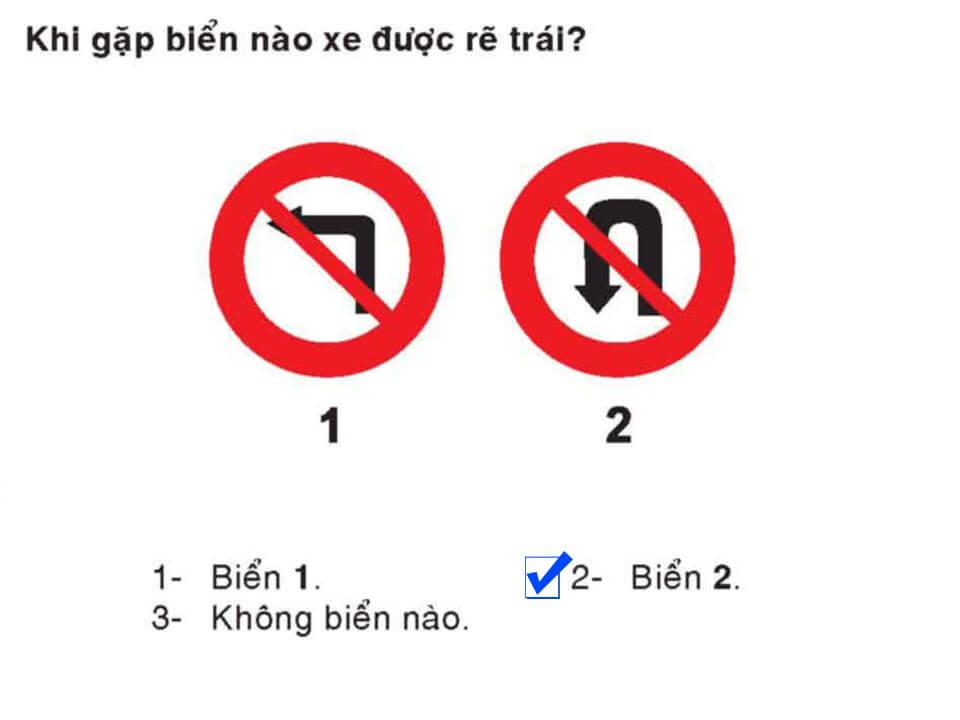 Khi gặp biển nào xe được rẽ trái?
1 2
1- Biển 1. 2- Biển 2.
3- Không biển nào.